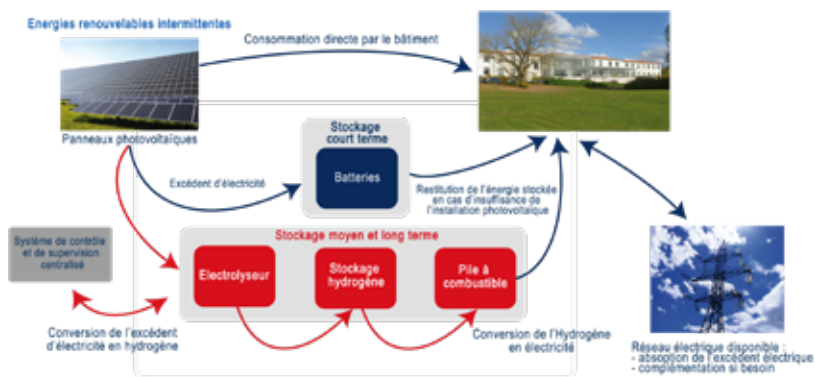 Energies renouvelables intermittentes
Consommation directe par le bâtiment
Panneaux photovoltaïques
Stockage
court terme
Batteries
Excédent d'électricité
Restitution de l'énergie stockée
en cas d'insuffisance de
l'installation photovoltaïque
Système de contrôle
et de supervision
centralisé
Stockage moyen et long terme
Electrolyseur
Stockage
hydrogène
Pile à
combustible
Conversion de l'excédent
d'électricité en hydrogène
Conversion de l'Hydrogène
en électricité
Réseau électrique disponible :
- absoption de l'excédent électrique
- complémentation si besoin